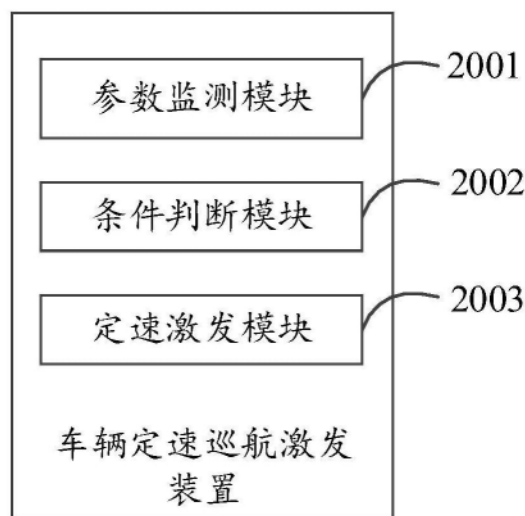 参数监测模块
2001
条件判断模块
2002
定速激发模块
2003
车辆定速巡航激发
装置